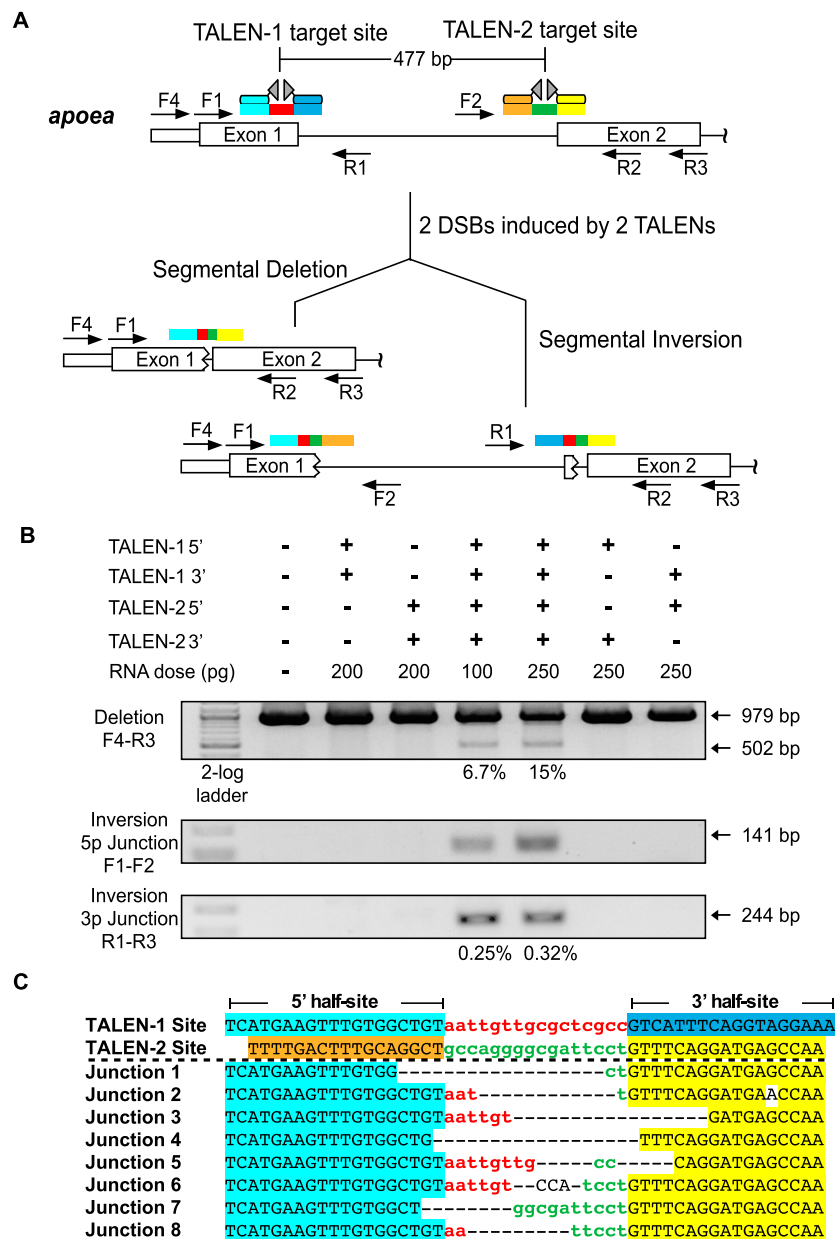 A
TALEN-1 target site
TALEN-2 target site
477 bp
apoea
F4
F1
F2
Exon 1
Exon 2
R1
R2
R3
2 DSBs induced by 2 TALENs
Segmental Deletion
Segmental Inversion
F4
F1
Exon 1
Exon 2
R2
R3
F4
F1
R1
Exon 1
Exon 2
F2
R2
R3
B
TALEN-1 5' - + - + + + -
TALEN-1 3' - + - + + - +
TALEN-2 5' - - + + + - +
TALEN-2 3' - - + + + + -
RNA dose (pg) - 200 200 100 250 250 250
Deletion
F4-R3
979 bp
502 bp
2-log
ladder
6.7% 15%
Inversion
5p Junction
F1-F2
141 bp
Inversion
3p Junction
R1-R3
244 bp
0.25% 0.32%
C
5' half-site
3' half-site
TALEN-1 Site TCATGAAGTTTGTGGCTGTaattgttgcgctcgccGTCATTTCAGGTAGGAAA
TALEN-2 Site TTTTGACTTTGCAGGCTgccaggggcgattcctGTTTCAGGATGAGCCAA
Junction 1 TCATGAAGTTTGTGG------------------ctGTTTCAGGATGAGCCAA
Junction 2 TCATGAAGTTTGTGGCTGTaat------------tGTTTCAGGATGAACCAA
Junction 3 TCATGAAGTTTGTGGCTGTaattgt-----------------GATGAGCCAA
Junction 4 TCATGAAGTTTGTGGCTG------------------TTTCAGGATGAGCCAA
Junction 5 TCATGAAGTTTGTGGCTGTaattgttg-----cc-----CAGGATGAGCCAA
Junction 6 TCATGAAGTTTGTGGCTGTaattgt--CCA-tcctGTTTCAGGATGAGCCAA
Junction 7 TCATGAAGTTTGTGGCT--------ggcgattcctGTTTCAGGATGAGCCAA
Junction 8 TCATGAAGTTTGTGGCTGTaa---------ttcctGTTTCAGGATGAGCCAA